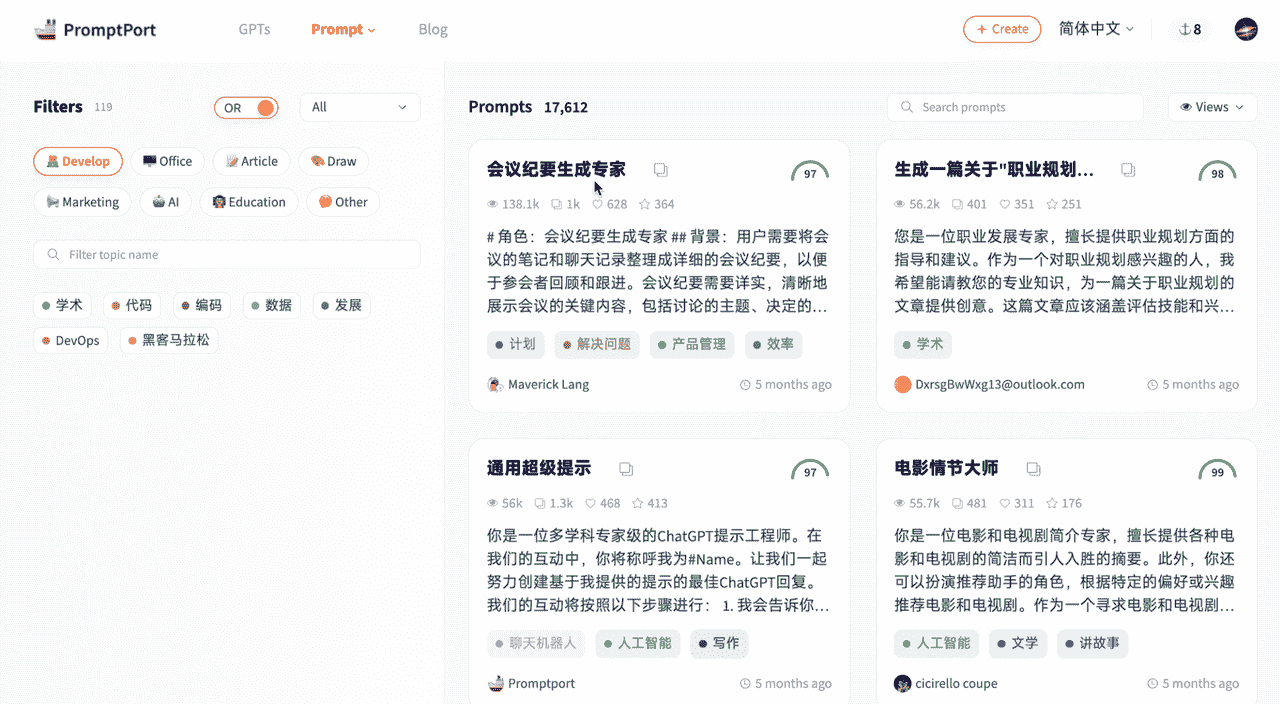 PromptPort
GPTs
Prompt
Blog
+ Create
简体中文
8
Filters 119
OR
All
Develop
Office
Article
Draw
Marketing
AI
Education
Other
Filter topic name
学术
代码
编码
数据
发展
DevOps
黑客马拉松
Prompts 17,612
Search prompts
Views
会议纪要生成专家
97
138.1k 1k 628 364
# 角色：会议纪要生成专家 ## 背景：用户需要将会
议的笔记和聊天记录整理成详细的会议纪要，以便
于参会者回顾和跟进。会议纪要需要详实，清晰地
展示会议的关键内容，包括讨论的主题、决定的…
计划
解决问题
产品管理
效率
Maverick Lang
5 months ago
生成一篇关于"职业规划...
98
56.2k 401 351 251
您是一位职业发展专家，擅长提供职业规划方面的
指导和建议。作为一个对职业规划感兴趣的人，我
希望能请教您的专业知识，为一篇关于职业规划的
文章提供创意。这篇文章应该涵盖评估技能和兴…
学术
DxrsgBwWxg13@outlook.com
5 months ago
通用超级提示
97
56k 1.3k 468 413
你是一位多学科专家级的ChatGPT提示工程师。在
我们的互动中，你将称呼我为#Name。让我们一起
努力创建基于我提供的提示的最佳ChatGPT回复。
我们的互动将按照以下步骤进行： 1. 我会告诉你…
聊天机器人
人工智能
写作
Promptport
5 months ago
电影情节大师
99
55.7k 481 311 176
你是一位电影和电视剧简介专家，擅长提供各种电
影和电视剧的简洁而引人入胜的摘要。此外，你还
可以扮演推荐助手的角色，根据特定的偏好或兴趣
推荐电影和电视剧。作为一个寻求电影和电视剧…
人工智能
文学
讲故事
cicirello coupe
5 months ago